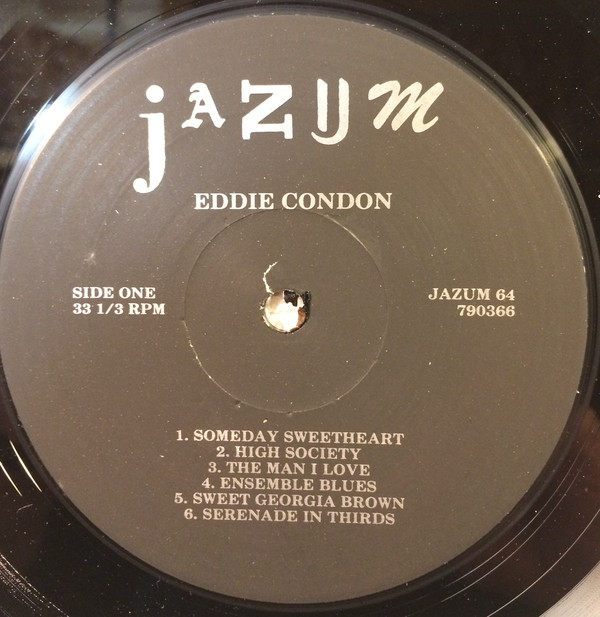 jAZUM
EDDIE CONDON
SIDE ONE
33 1/3 RPM
JAZUM 64
790366
1. SOMEDAY SWEETHEART
2. HIGH SOCIETY
3. THE MAN I LOVE
4. ENSEMBLE BLUES
5. SWEET GEORGIA BROWN
6. SERENADE IN THIRDS